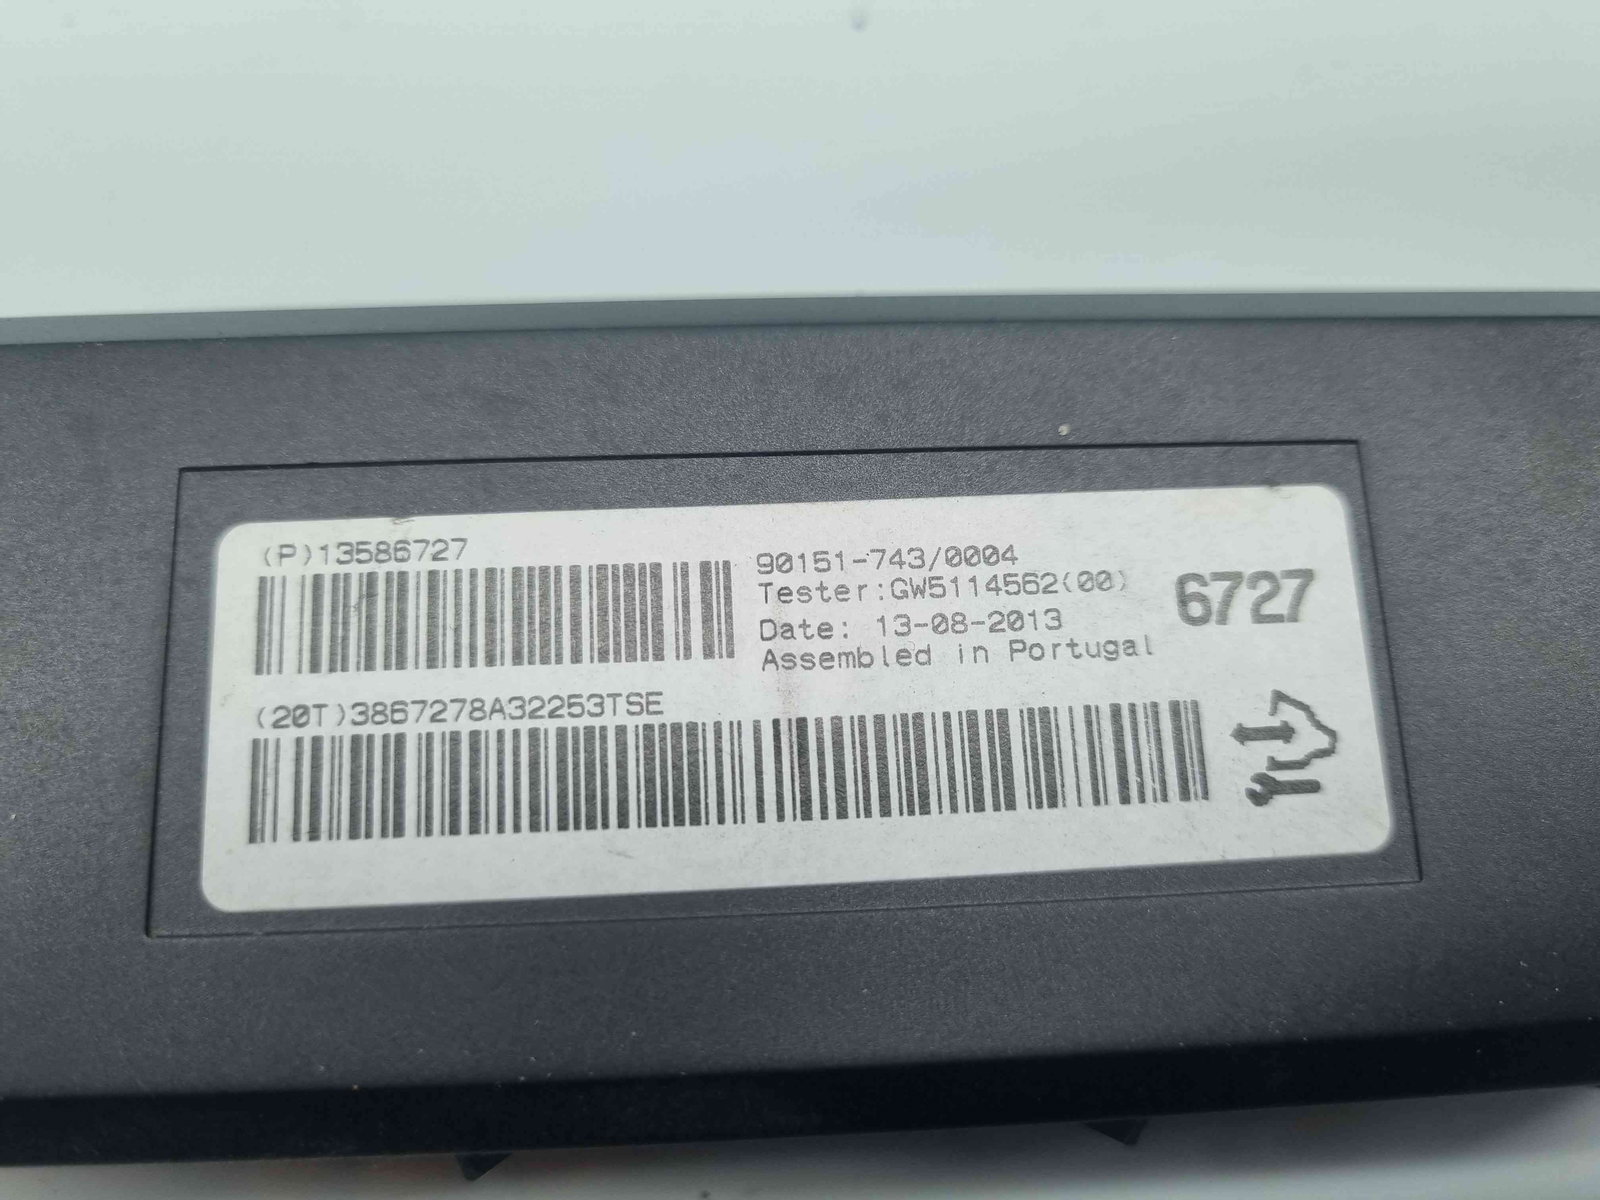 (P)13586727
90151-743/0004
Tester:GW5114562(00)
Date: 13-08-2013
Assembled in Portugal
6727
(20T)3867278A32253TSE